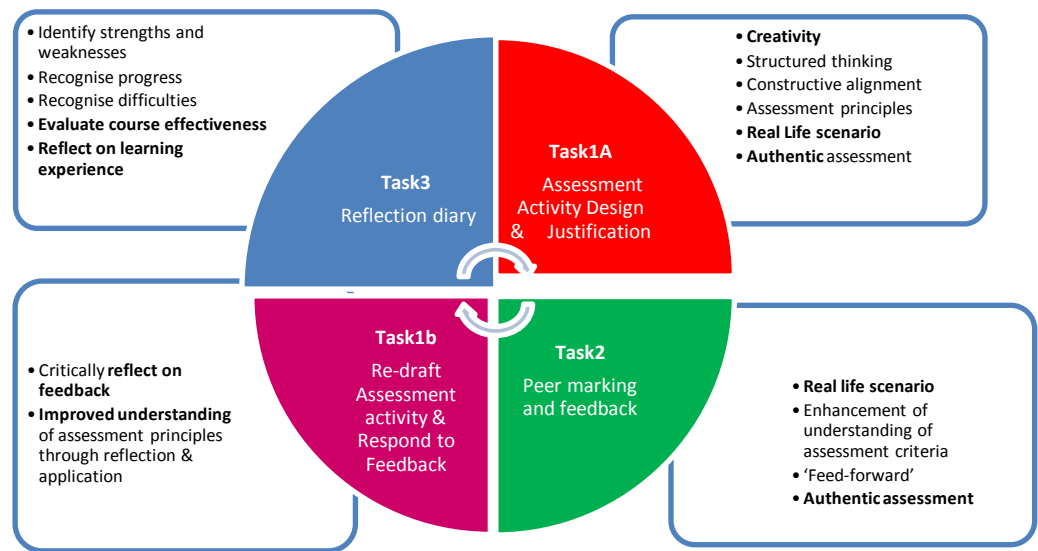 • Identify strengths and
weaknesses
• Recognise progress
• Recognise difficulties
• Evaluate course effectiveness
• Reflect on learning
experience
• Creativity
• Structured thinking
• Constructive alignment
• Assessment principles
• Real Life scenario
• Authentic assessment
Task3
Reflection diary
Task1A
Assessment
Activity Design
& Justification
Task1b
Re-draft
Assessment
activity &
Respond to
Feedback
Task2
Peer marking
and feedback
• Critically reflect on
feedback
• Improved understanding
of assessment principles
through reflection &
application
• Real life scenario
• Enhancement of
understanding of
assessment criteria
• ‘Feed-forward’
• Authentic assessment